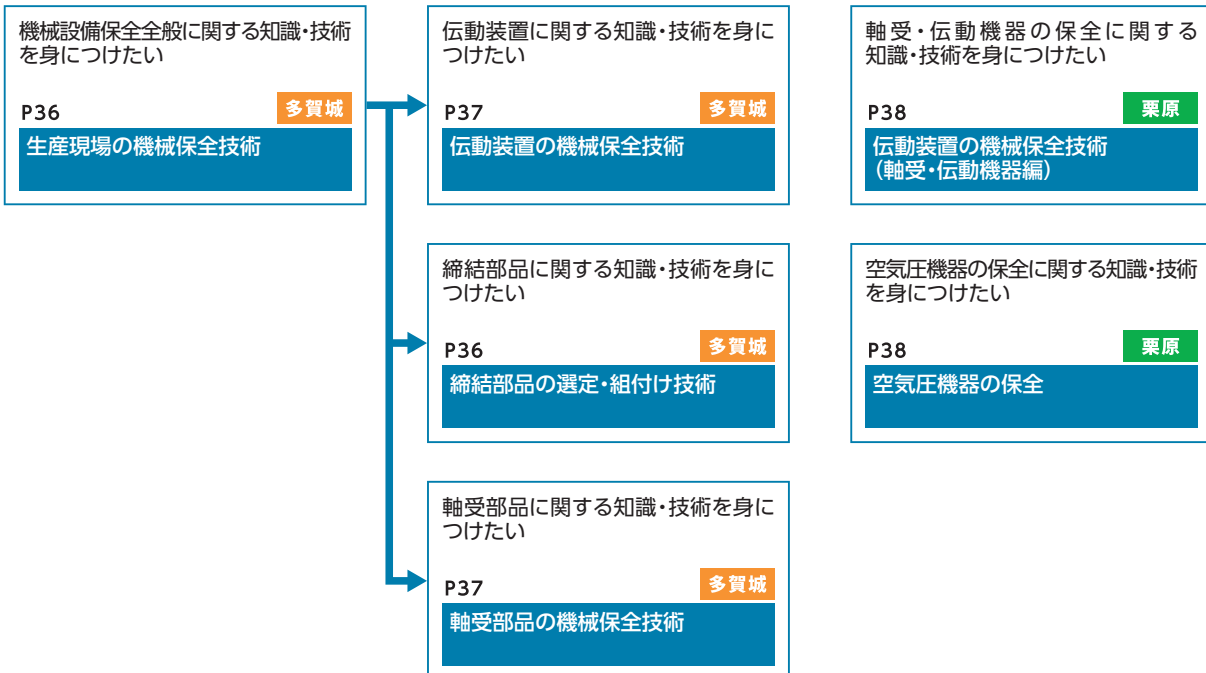 機械設備保全全般に関する知識・技術
を身につけたい
P36
多賀城
生産現場の機械保全技術
伝動装置に関する知識・技術を身に
つけたい
P37
多賀城
伝動装置の機械保全技術
軸受・伝動機器の保全に関する
知識・技術を身につけたい
P38
栗原
伝動装置の機械保全技術
(軸受・伝動機器編)
締結部品に関する知識・技術を身に
つけたい
P36
多賀城
締結部品の選定・組付け技術
空気圧機器の保全に関する知識・技術
を身につけたい
P38
栗原
空気圧機器の保全
軸受部品に関する知識・技術を身に
つけたい
P37
多賀城
軸受部品の機械保全技術